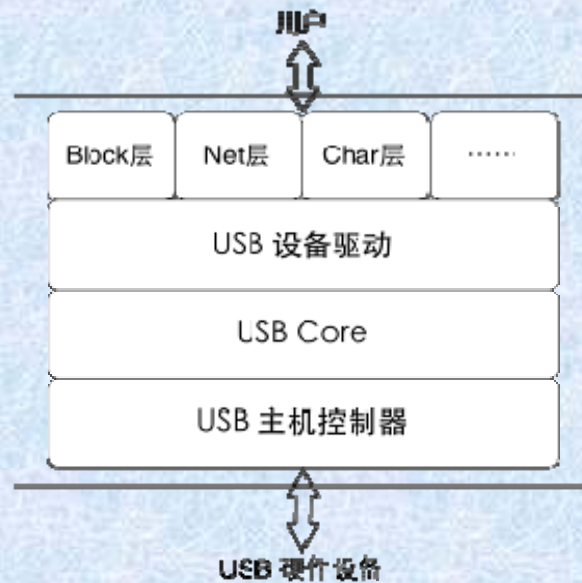 用户
Block层 Net层 Char层 ······
USB 设备驱动
USB Core
USB 主机控制器
USB 硬件设备